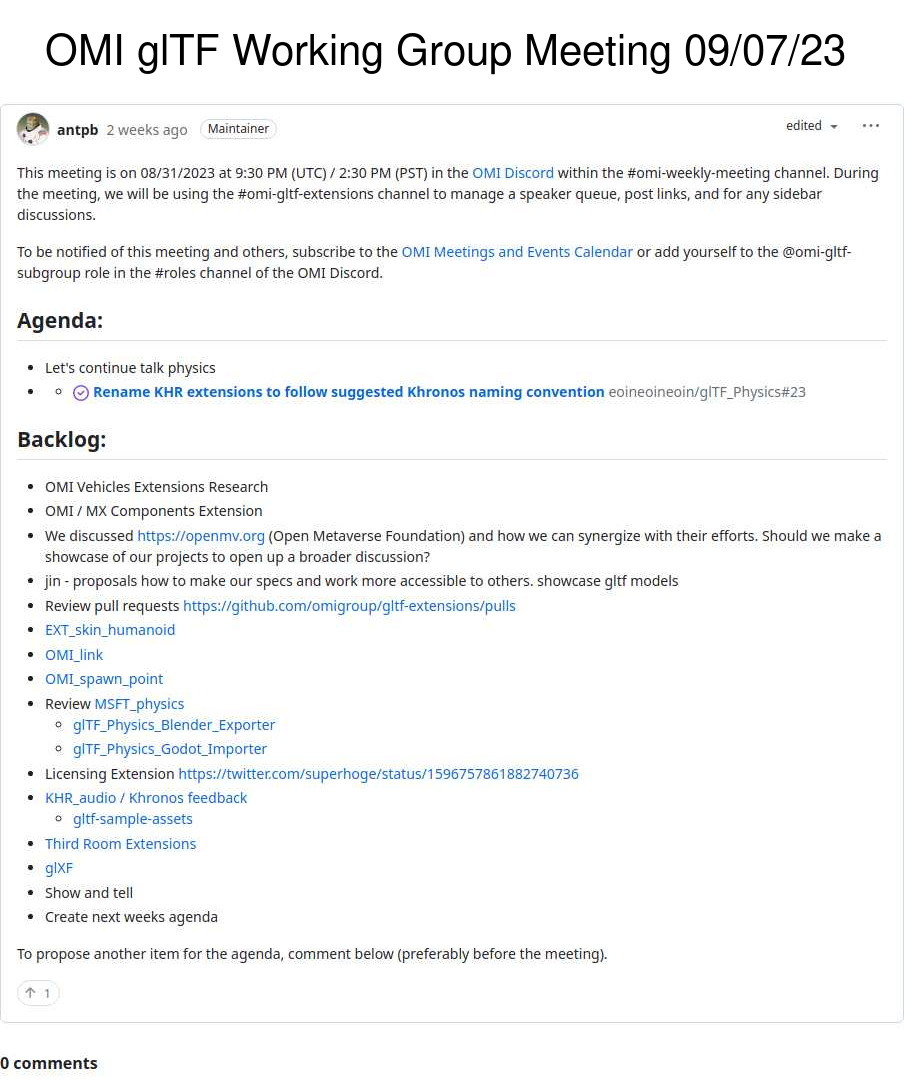 OMI glTF Working Group Meeting 09/07/23
antpb 2 weeks ago Maintainer edited
This meeting is on 08/31/2023 at 9:30 PM (UTC) / 2:30 PM (PST) in the OMI Discord within the #omi-weekly-meeting channel. During
the meeting, we will be using the #omi-gltf-extensions channel to manage a speaker queue, post links, and for any sidebar
discussions.
To be notified of this meeting and others, subscribe to the OMI Meetings and Events Calendar or add yourself to the @omi-gltf-
subgroup role in the #roles channel of the OMI Discord.
Agenda:
Let's continue talk physics
Rename KHR extensions to follow suggested Khronos naming convention eoineoineoin/glTF_Physics#23
Backlog:
OMI Vehicles Extensions Research
OMI / MX Components Extension
We discussed https://openmv.org (Open Metaverse Foundation) and how we can synergize with their efforts. Should we make a
showcase of our projects to open up a broader discussion?
jin - proposals how to make our specs and work more accessible to others. showcase gltf models
Review pull requests https://github.com/omigroup/gltf-extensions/pulls
EXT_skin_humanoid
OMI_link
OMI_spawn_point
Review MSFT_physics
glTF_Physics_Blender_Exporter
glTF_Physics_Godot_Importer
Licensing Extension https://twitter.com/superhoge/status/1596757861882740736
KHR_audio / Khronos feedback
gltf-sample-assets
Third Room Extensions
glXF
Show and tell
Create next weeks agenda
To propose another item for the agenda, comment below (preferably before the meeting).
↑ 1
0 comments